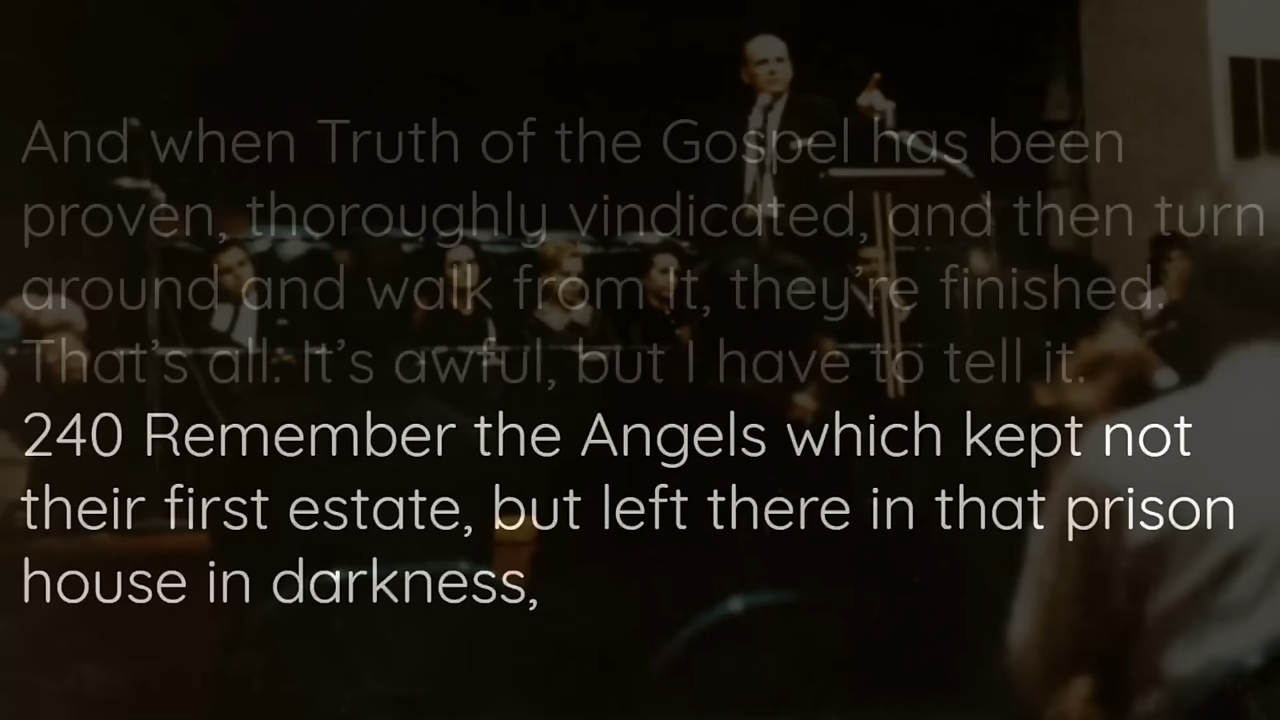 And when Truth of the Gospel has been
proven, thoroughly vindicated, and then turn
around and walk from it, they’re finished.
That’s all. It’s awful, but I have to tell it.
240 Remember the Angels which kept not
their first estate, but left there in that prison
house in darkness,